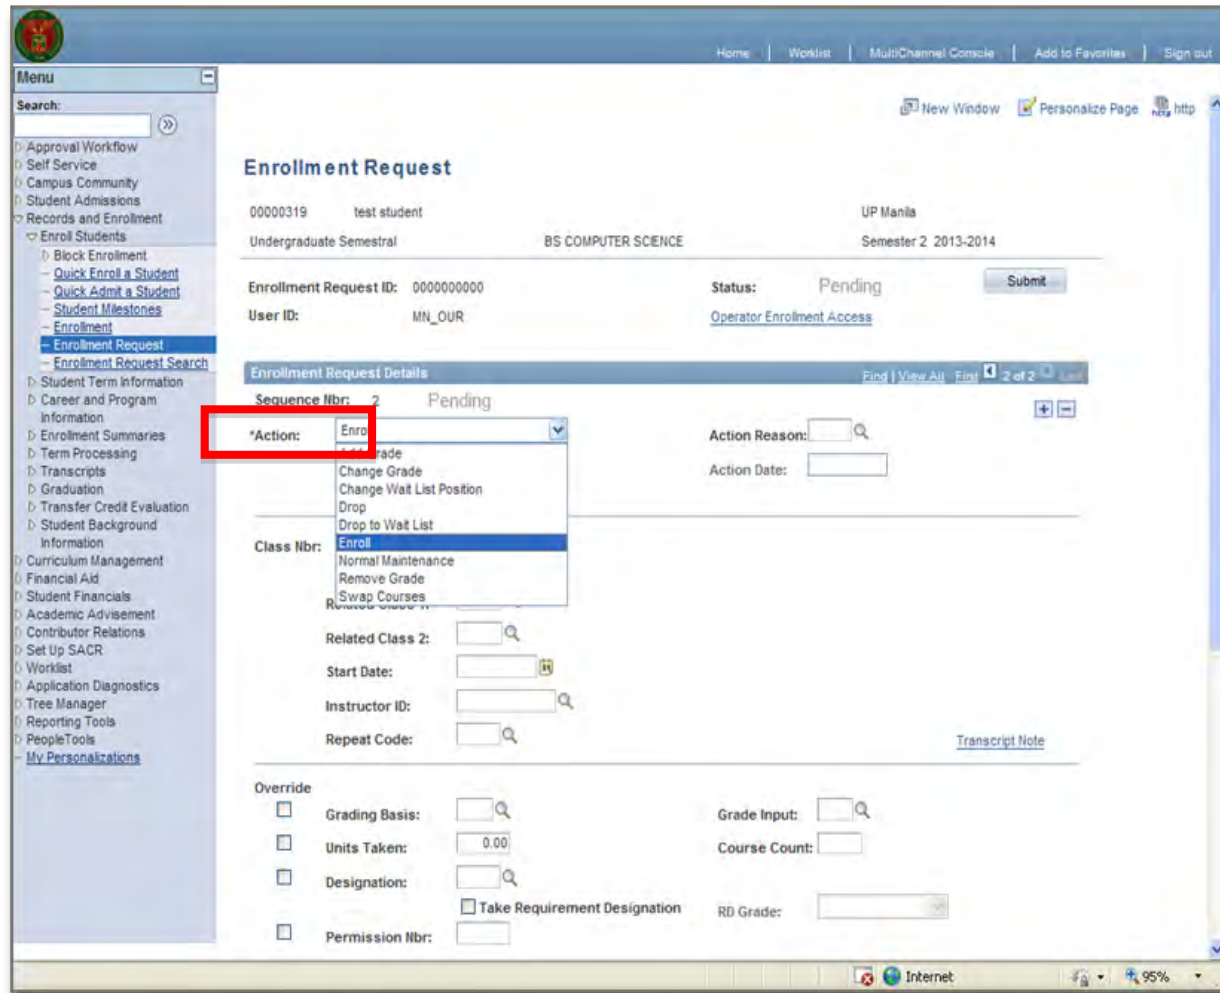 Home | Worklist | MultiChannel Console | Add to Favorites | Sign out
Menu
Search:
Approval Workflow
Self Service
Campus Community
Student Admissions
Records and Enrollment
Enroll Students
Block Enrollment
Quick Enroll a Student
Quick Admit a Student
Student Milestones
Enrollment
Enrollment Request
Enrollment Request Search
Student Term Information
Career and Program
Information
Enrollment Summaries
Term Processing
Transcripts
Graduation
Transfer Credit Evaluation
Student Background
Information
Curriculum Management
Financial Aid
Student Financials
Academic Advisement
Contributor Relations
Set Up SACR
Worklist
Application Diagnostics
Tree Manager
Reporting Tools
PeopleTools
My Personalizations
New Window Personalize Page http
Enrollment Request
00000319 test student UP Manila
Undergraduate Semestral BS COMPUTER SCIENCE Semester 2 2013-2014
Enrollment Request ID: 0000000000 Status: Pending Submit
User ID: MN_OUR Operator Enrollment Access
Enrollment Request Details Find | View All First 2 of 2 Last
Sequence Nbr: 2 Pending
*Action: Enro Action Reason:
Action Date:
Add Grade
Change Grade
Change Wait List Position
Drop
Drop to Wait List
Enroll
Normal Maintenance
Remove Grade
Swap Courses
Class Nbr:
Related Class 2:
Start Date:
Instructor ID:
Repeat Code: Transcript Note
Override
Grading Basis: Grade Input:
Units Taken: 0.00 Course Count:
Designation:
Take Requirement Designation RD Grade:
Permission Nbr:
Internet 95%